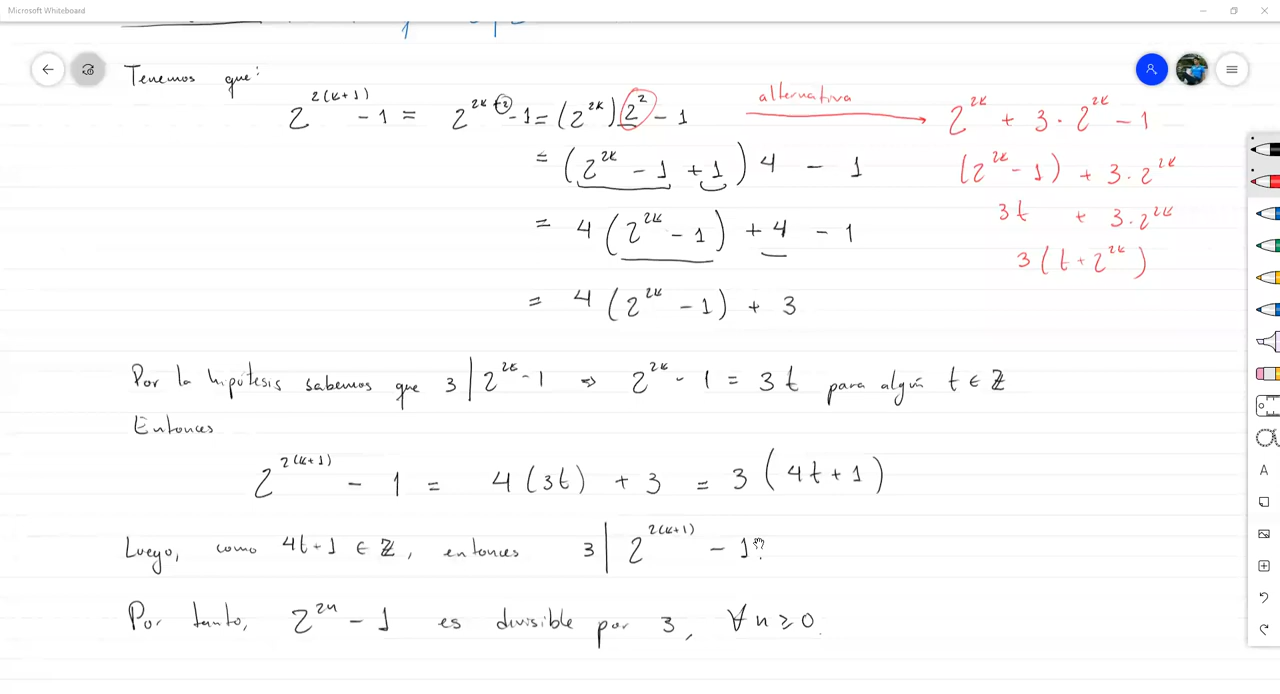 Microsoft Whiteboard
Tenemos que:
2^{2(k+1)} - 1 = 2^{2k+2} - 1 = (2^{2k}) 2^2 - 1
= (2^{2k} - 1 + 1) 4 - 1
= 4 (2^{2k} - 1) + 4 - 1
= 4 (2^{2k} - 1) + 3
alternativa
2^{2k} + 3 · 2^{2k} - 1
(2^{2k} - 1) + 3 · 2^{2k}
3t + 3 · 2^{2k}
3 (t + 2^{2k})
Por la hipótesis sabemos que 3 | 2^{2k} - 1 ⇒ 2^{2k} - 1 = 3t para algún t ∈ ℤ
Entonces
2^{2(k+1)} - 1 = 4 (3t) + 3 = 3 (4t + 1)
Luego, como 4t + 1 ∈ ℤ, entonces 3 | 2^{2(k+1)} - 1
Por tanto, 2^{2n} - 1 es divisible por 3, ∀ n ≥ 0.
A